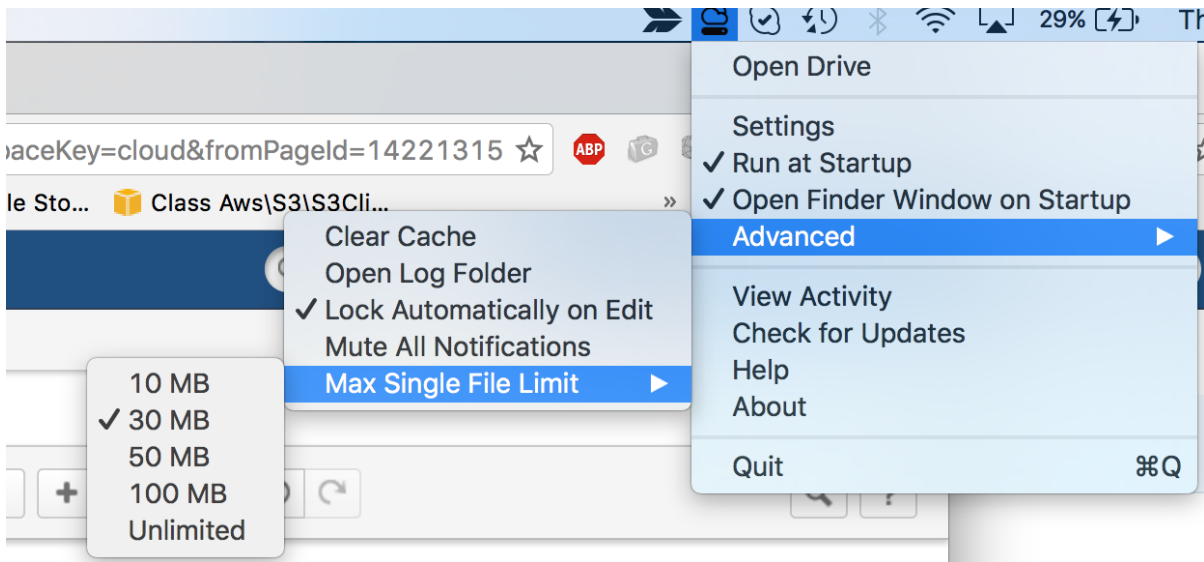 29% Th
Open Drive
Settings
✓ Run at Startup
✓ Open Finder Window on Startup
Advanced ▶
View Activity
Check for Updates
Help
About
Quit ⌘Q
paceKey=cloud&fromPageId=14221315
ABP
G
le Sto... Class Aws\S3\S3Cli... »
Clear Cache
Open Log Folder
✓ Lock Automatically on Edit
Mute All Notifications
Max Single File Limit ▶
10 MB
✓ 30 MB
50 MB
100 MB
Unlimited
+
?